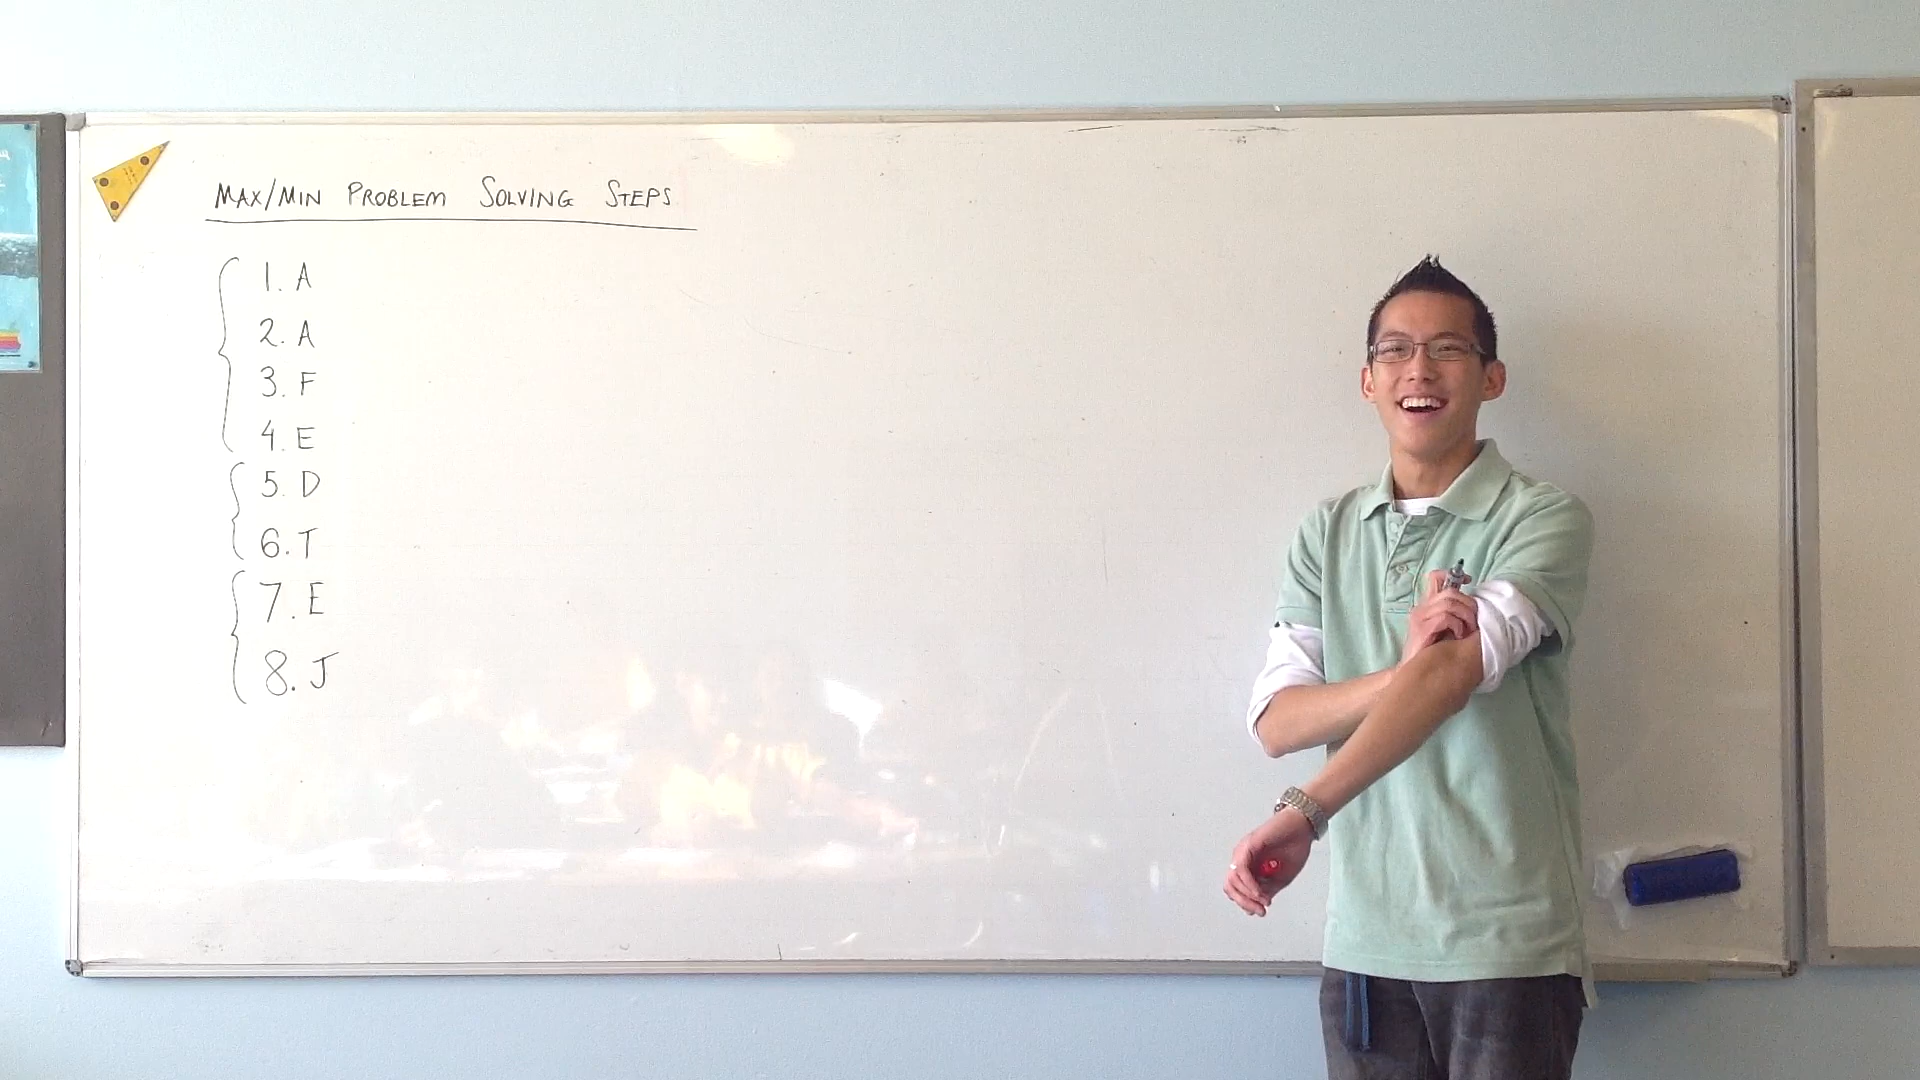 MAX/MIN PROBLEM SOLVING STEPS
1. A
2. A
3. F
4. E
5. D
6. T
7. E
8. J